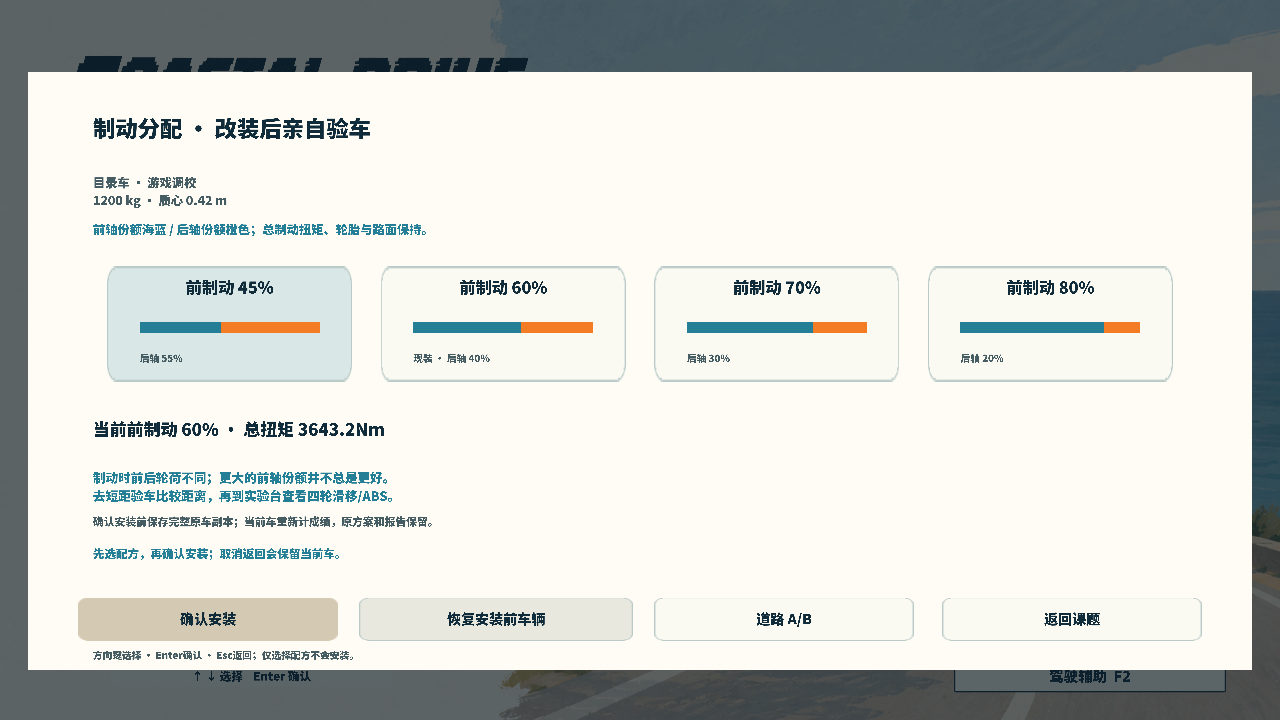 COASTAL DRIVE
制动分配 · 改装后亲自验车
目录车 · 游戏调校
1200 kg · 质心 0.42 m
前轴份额海蓝 / 后轴份额橙色；总制动扭矩、轮胎与路面保持。
前制动 45%
后轴 55%
前制动 60%
现装 · 后轴 40%
前制动 70%
后轴 30%
前制动 80%
后轴 20%
当前前制动 60% · 总扭矩 3643.2Nm
制动时前后轮荷不同；更大的前轴份额并不总是更好。
去短距验车比较距离，再到实验台查看四轮滑移/ABS。
确认安装前保存完整原车副本；当前车重新计成绩，原方案和报告保留。
先选配方，再确认安装；取消返回会保留当前车。
确认安装
恢复安装前车辆
道路 A/B
返回课题
方向键选择 · Enter确认 · Esc返回；仅选择配方不会安装。
↑ ↓ 选择 Enter 确认
驾驶辅助 F2